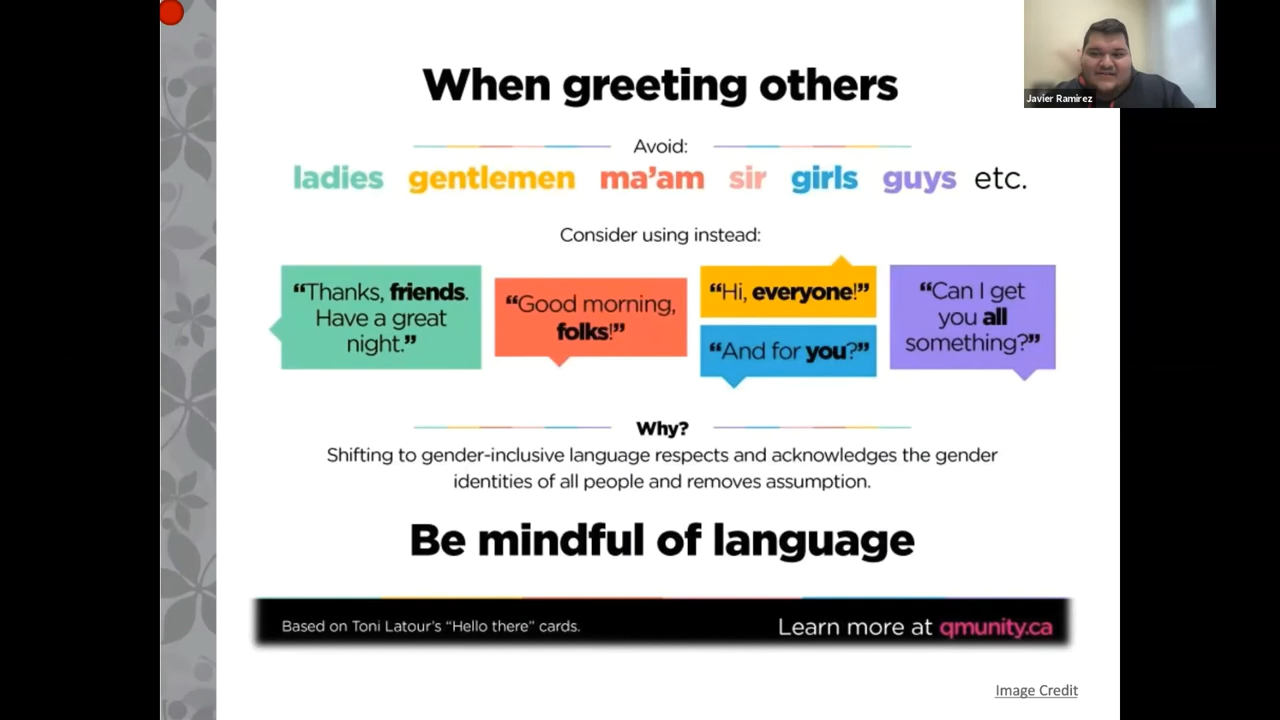 Javier Ramirez
When greeting others
Avoid:
ladies gentlemen ma’am sir girls guys etc.
Consider using instead:
“Thanks, friends.
Have a great
night.”
“Good morning,
folks!”
“Hi, everyone!”
“And for you?”
“Can I get
you all
something?”
Why?
Shifting to gender-inclusive language respects and acknowledges the gender
identities of all people and removes assumption.
Be mindful of language
Based on Toni Latour’s “Hello there” cards.
Learn more at qmunity.ca
Image Credit